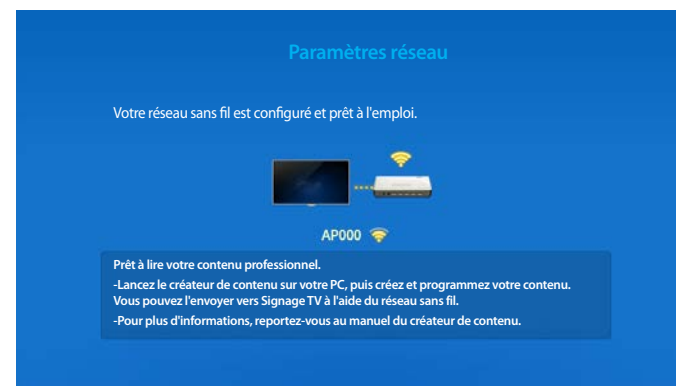 Paramètres réseau
Votre réseau sans fil est configuré et prêt à l'emploi.
AP000
Prêt à lire votre contenu professionnel.
-Lancez le créateur de contenu sur votre PC, puis créez et programmez votre contenu.
Vous pouvez l'envoyer vers Signage TV à l'aide du réseau sans fil.
-Pour plus d'informations, reportez-vous au manuel du créateur de contenu.